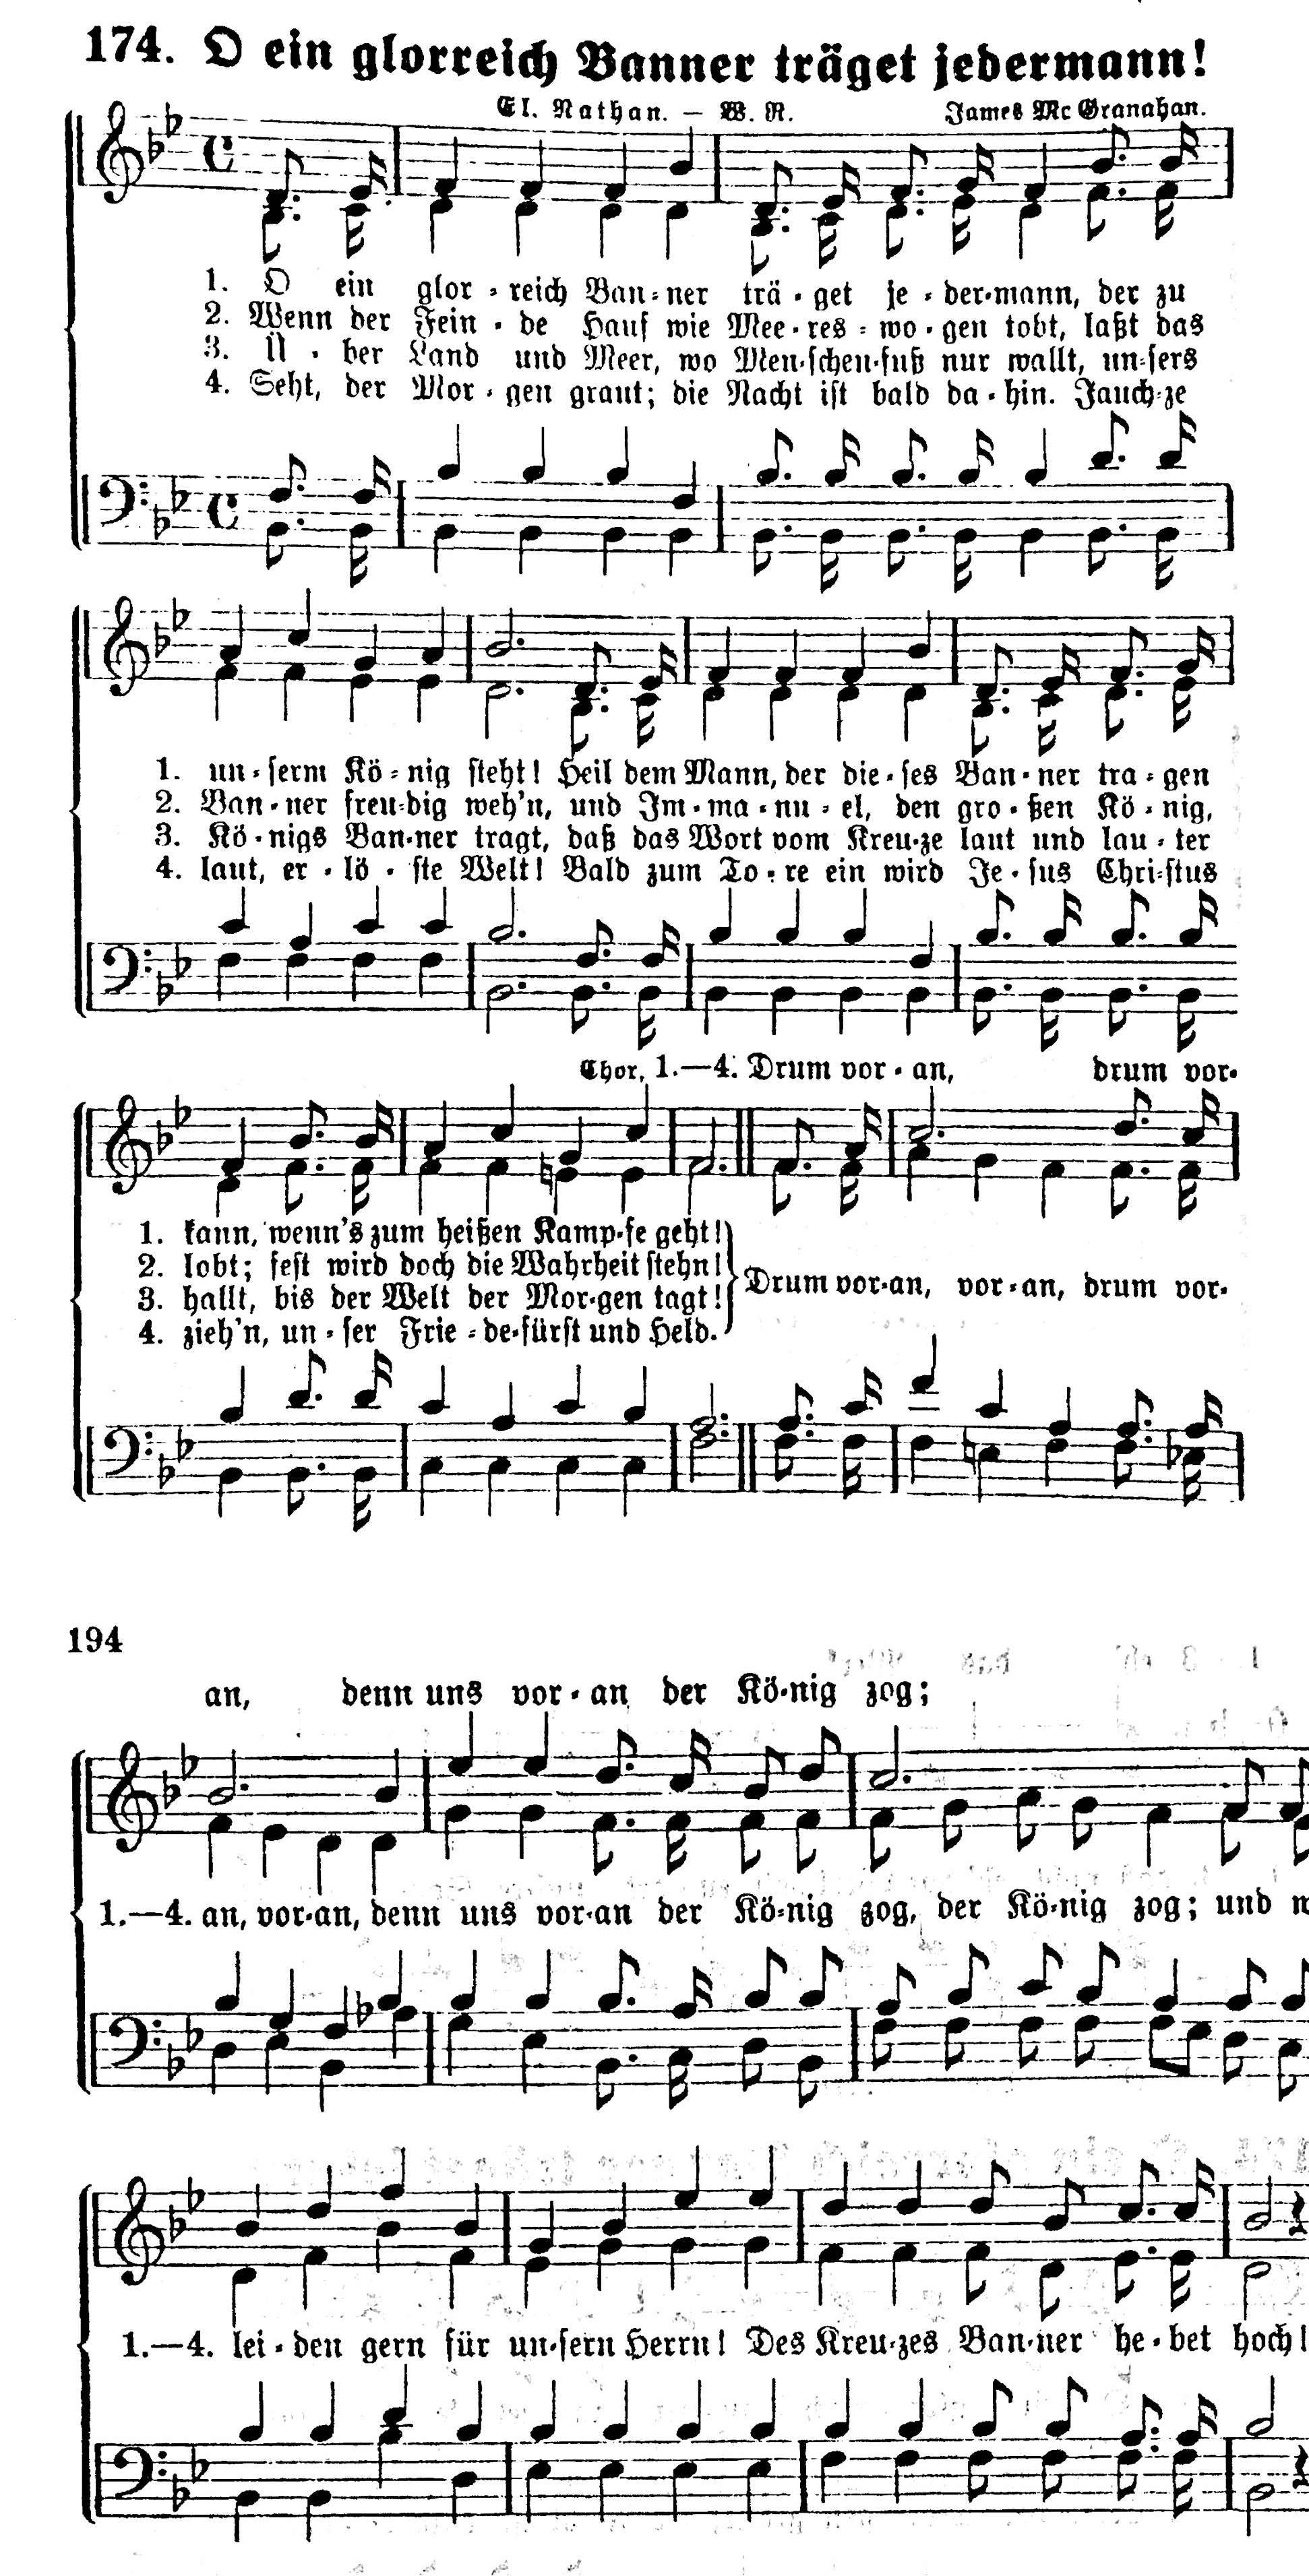 174. O ein glorreich Banner träget jedermann!
El. Nathan. — W. R. James Mc Granahan.
1. O ein glor-reich Ban-ner trä-get je-der-mann, der zu
2. Wenn der Fein-de Hauf wie Mee-res-wo-gen tobt, laßt das
3. Ü-ber Land und Meer, wo Men-schen-fuß nur wallt, un-sers
4. Seht, der Mor-gen graut; die Nacht ist bald da-hin. Jauch-ze
1. un-serm Kö-nig steht! Heil dem Mann, der die-ses Ban-ner tra-gen
2. Ban-ner freu-dig weh'n, und Im-ma-nu-el, den gro-ßen Kö-nig,
3. Kö-nigs Ban-ner tragt, daß das Wort vom Kreu-ze laut und lau-ter
4. laut, er-lö-ste Welt! Bald zum To-re ein wird Je-sus Chri-stus
Chor, 1.—4. Drum vor-an, drum vor-
1. kann, wenn's zum heißen Kamp-fe geht!
2. lobt; fest wird doch die Wahrheit stehn!
3. hallt, bis der Welt der Mor-gen tagt!
4. zieh'n, un-ser Frie-de-fürst und Held.
Drum vor-an, vor-an, drum vor-
194
an, denn uns vor-an der Kö-nig zog;
1.—4. an, vor-an, denn uns vor-an der Kö-nig zog, der Kö-nig zog; und
1.—4. lei-den gern für un-sern Herrn! Des Kreu-zes Ban-ner he-bet hoch!